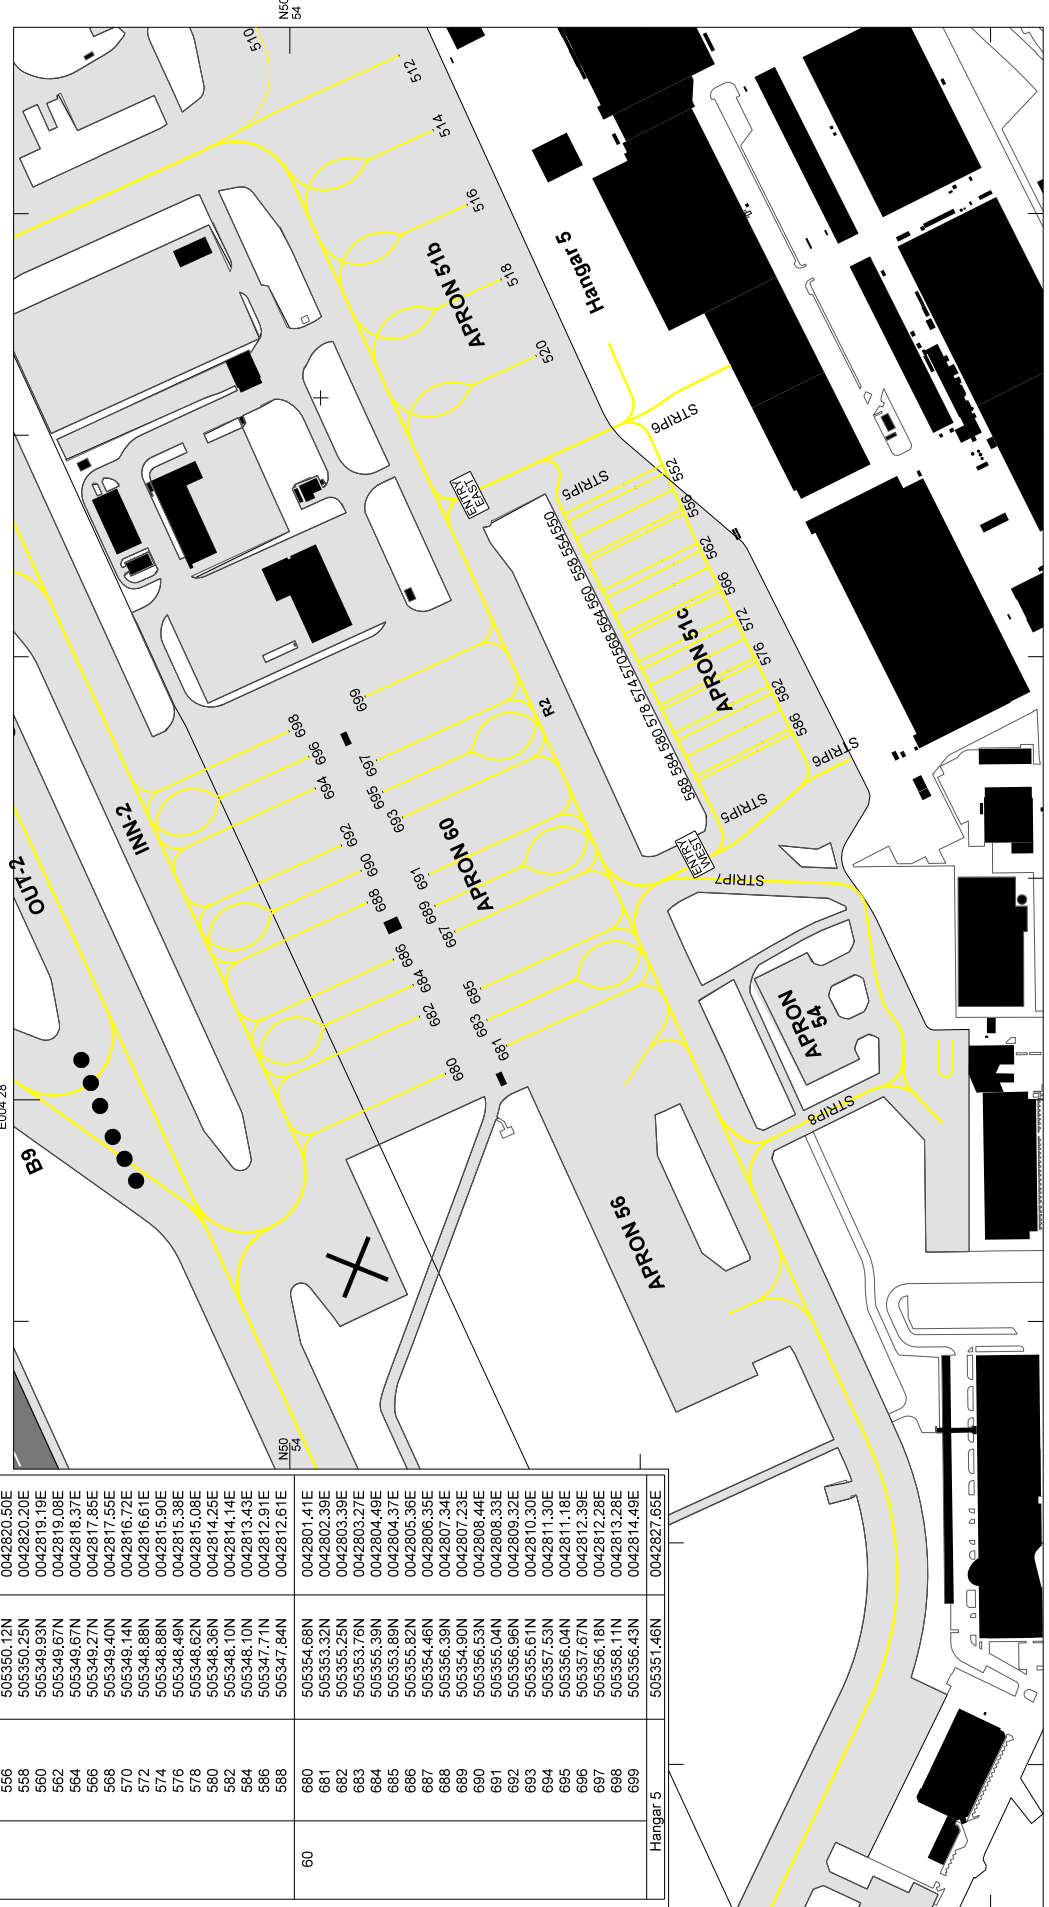 N50
54
510
512
514
516
518
520
APRON 51b
Hangar 5
ENTRY
EAST
STRIP6
STRIP5
552
556
562
566
572
576
582
586
550
554
558
560
564
568
570
574
578
580
584
588
APRON 51c
R2
STRIP6
STRIP5
ENTRY
WEST
STRIP7
APRON
54
STRIP8
INN-2
OUT-2
B9
E004 28
698
696
694
692
690
688
686
684
682
680
699
697
695
693
691
689
687
685
683
681
APRON 60
APRON 56
N50
54
0042820.50E
556 505350.12N
558 505350.25N 0042820.20E
560 505349.93N 0042819.19E
562 505349.67N 0042819.08E
564 505349.67N 0042818.37E
566 505349.27N 0042817.85E
568 505349.40N 0042817.55E
570 505349.14N 0042816.72E
572 505348.88N 0042816.61E
574 505348.88N 0042815.90E
576 505348.49N 0042815.38E
578 505348.62N 0042815.08E
580 505348.36N 0042814.25E
582 505348.10N 0042814.14E
584 505348.10N 0042813.43E
586 505347.71N 0042812.91E
588 505347.84N 0042812.61E
60 680 505354.68N 0042801.41E
681 505353.32N 0042802.39E
682 505355.25N 0042803.39E
683 505353.76N 0042803.27E
684 505355.39N 0042804.49E
685 505353.89N 0042804.37E
686 505355.82N 0042805.36E
687 505354.46N 0042806.35E
688 505356.39N 0042807.34E
689 505354.90N 0042807.23E
690 505356.53N 0042808.44E
691 505355.04N 0042808.33E
692 505356.96N 0042809.32E
693 505355.61N 0042810.30E
694 505357.53N 0042811.30E
695 505356.04N 0042811.18E
696 505357.67N 0042812.39E
697 505356.18N 0042812.28E
698 505358.11N 0042813.28E
699 505356.43N 0042814.49E
Hangar 5 505351.46N 0042827.65E